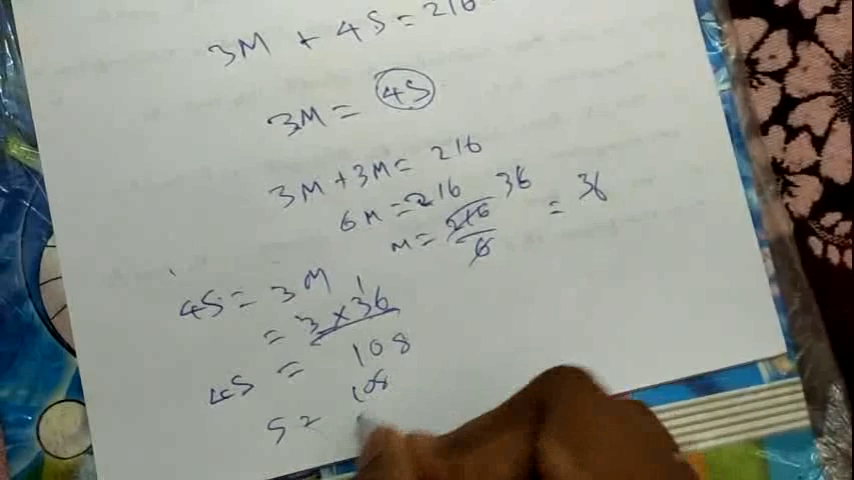 3M + 4S = 216
3M = 4S
3M + 3M = 216
6M = 216
M = 216/6 36 = 36
4S = 3M
= 3 × 36
4S = 108
S = 108